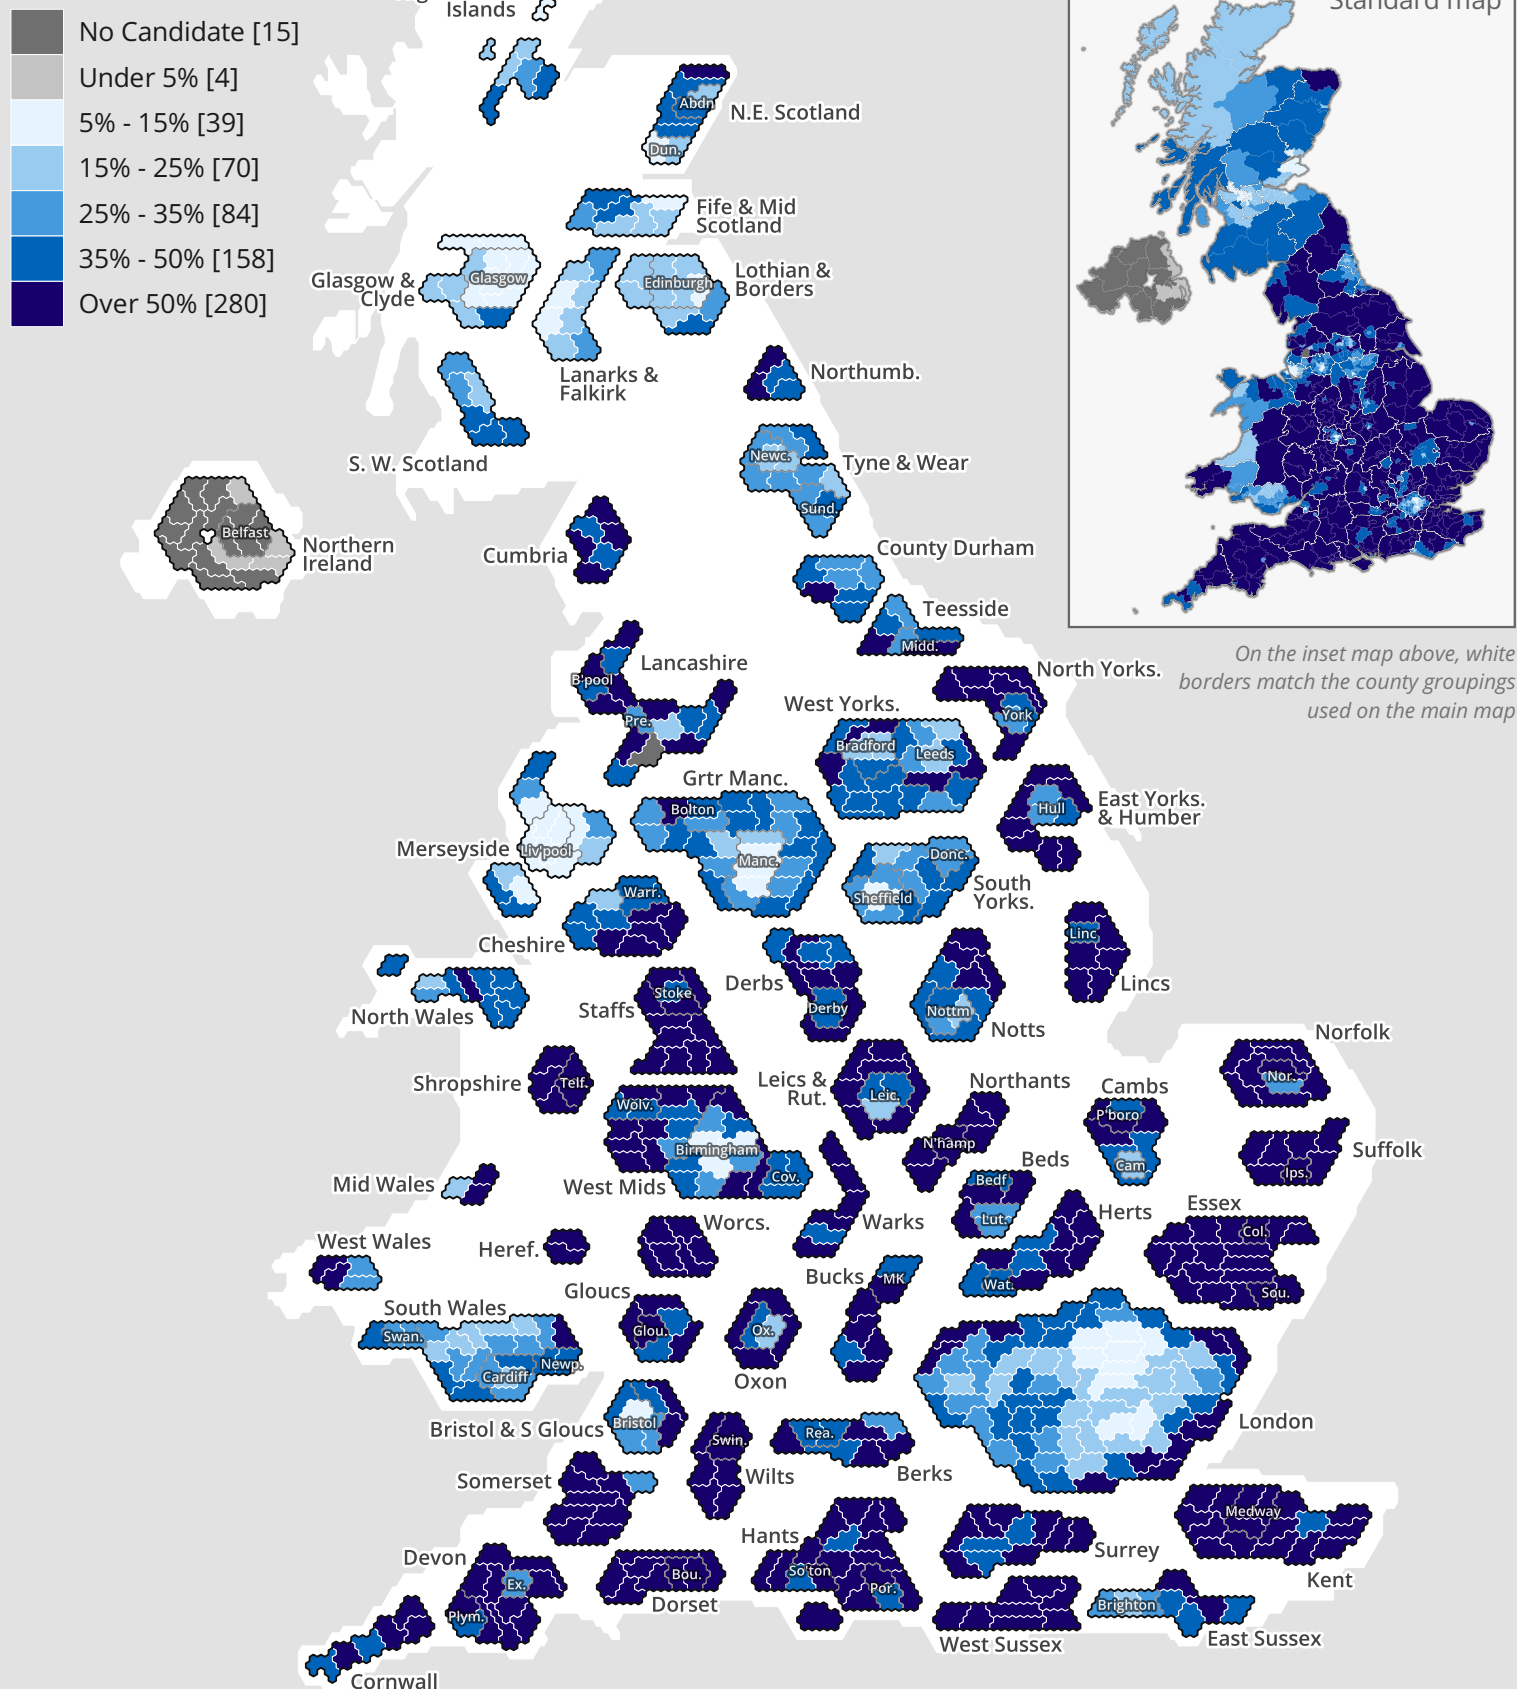 Islands
Standard map
No Candidate [15]
Under 5% [4]
5% - 15% [39]
15% - 25% [70]
25% - 35% [84]
35% - 50% [158]
Over 50% [280]
Abdn
N.E. Scotland
Dun.
Fife & Mid
Scotland
Glasgow &
Clyde
Glasgow
Edinburgh
Lothian &
Borders
Lanarks &
Falkirk
Northumb.
S. W. Scotland
Newc.
Tyne & Wear
Sund.
Belfast
Northern
Ireland
Cumbria
County Durham
Teesside
Midd.
On the inset map above, white
borders match the county groupings
used on the main map
Lancashire
B'pool
Pre.
North Yorks.
York
West Yorks.
Bradford
Leeds
Grtr Manc.
Bolton
Manc.
East Yorks.
& Humber
Hull
Merseyside
Liv'pool
Donc.
Sheffield
South
Yorks.
Warr.
Cheshire
Linc
Lincs
North Wales
Staffs
Stoke
Derbs
Derby
Nottm
Notts
Norfolk
Nor.
Shropshire
Telf.
Leics &
Rut.
Leic.
Northants
N'hamp
Cambs
P'boro
Cam
Suffolk
Ips.
Wolv.
Birmingham
Cov.
West Mids
Mid Wales
Beds
Bedf
Lut.
Warks
Herts
Wat.
Essex
Col.
Sou.
Worcs.
Heref.
West Wales
Bucks
MK
Gloucs
Glou.
South Wales
Swan.
Newp.
Cardiff
Ox.
Oxon
London
Bristol & S Gloucs
Bristol
Swin.
Wilts
Rea.
Berks
Somerset
Medway
Kent
Hants
So'ton
Por.
Surrey
Devon
Ex.
Plym.
Bou.
Dorset
Brighton
West Sussex
East Sussex
Cornwall